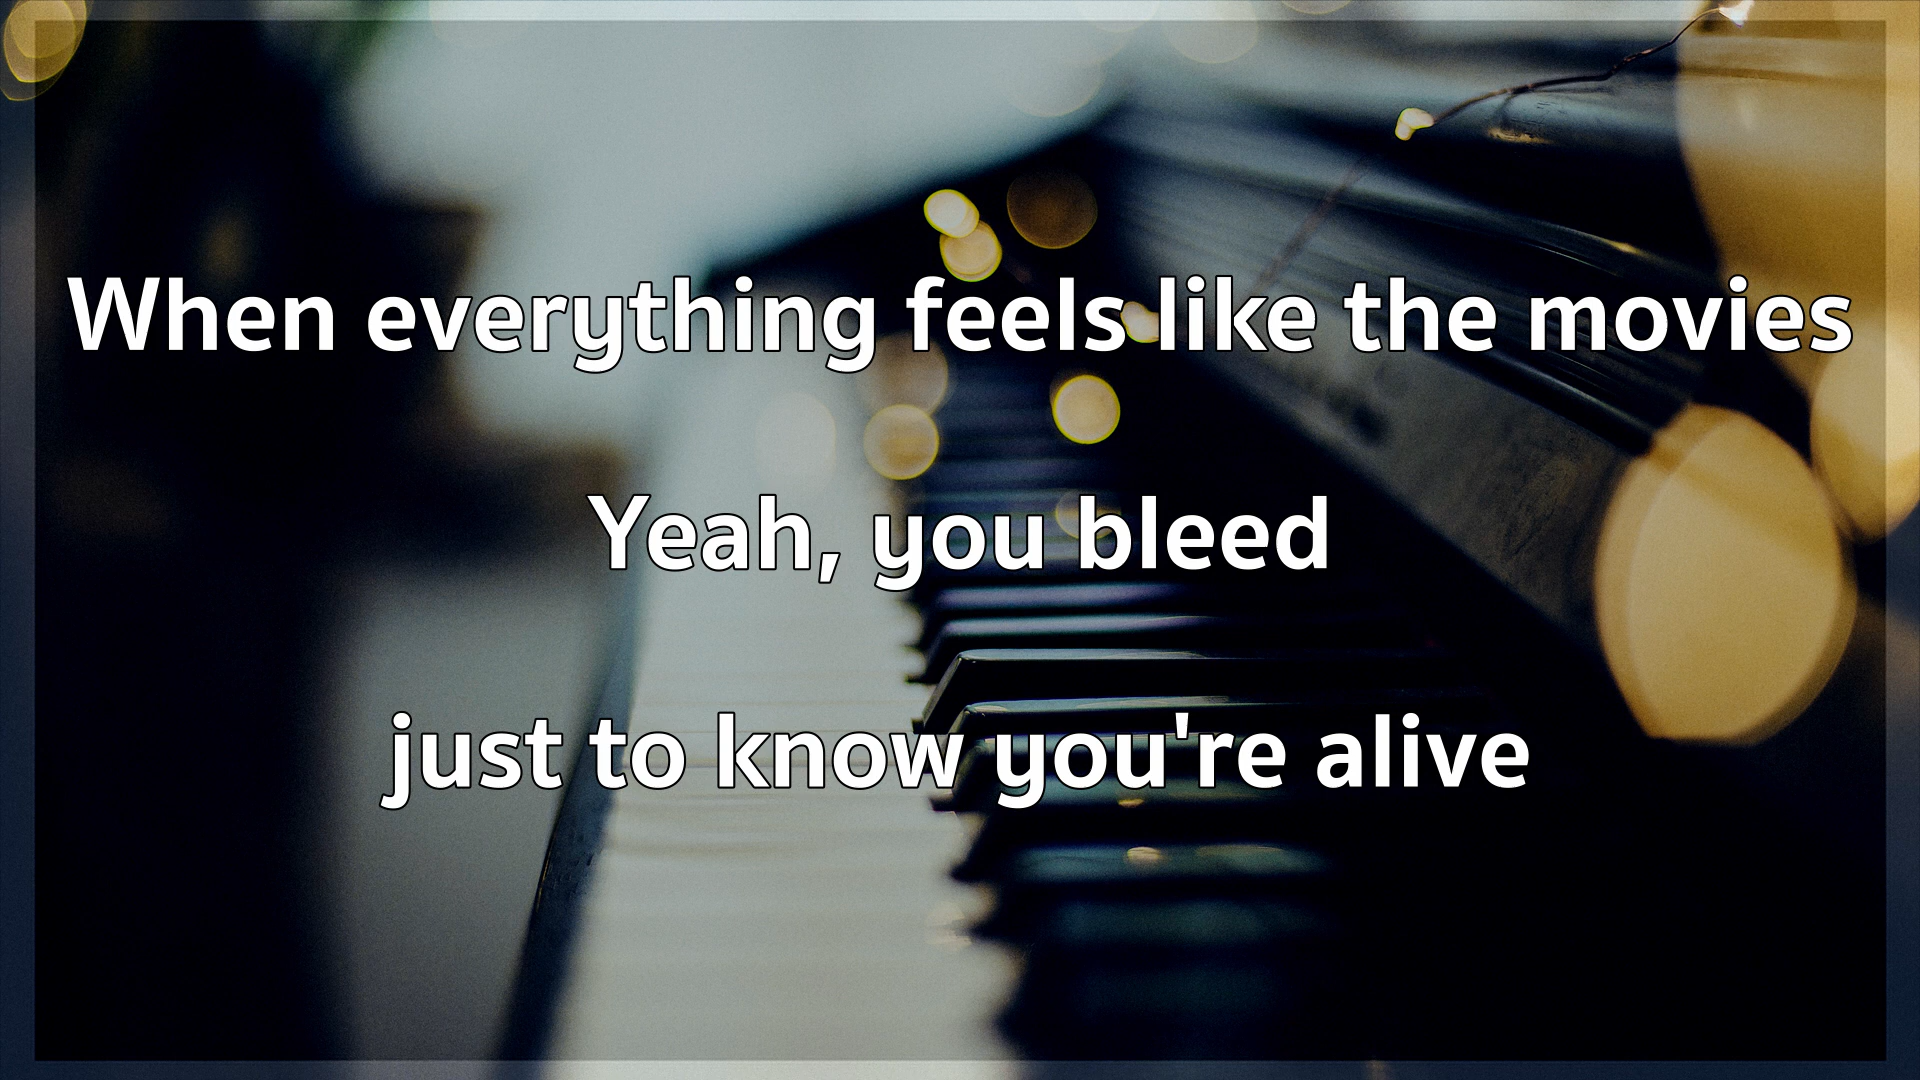 When everything feels like the movies
Yeah, you bleed
just to know you're alive